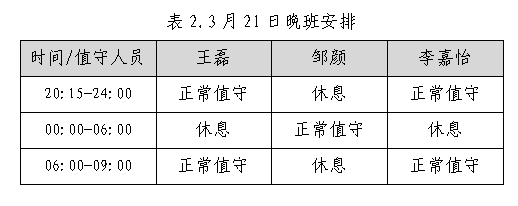 表 2.3 月 21 日晚班安排
时间/值守人员 王磊 邹颜 李嘉怡
20:15-24:00 正常值守 休息 正常值守
00:00-06:00 休息 正常值守 休息
06:00-09:00 正常值守 休息 正常值守